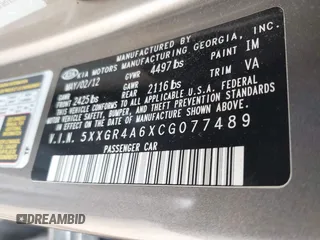 MANUFACTURED BY
KIA MOTORS MANUFACTURING GEORGIA, INC.
MAY/02/12 GVWR 4497 lbs PAINT IM
GAWR GAWR TRIM VA
FRONT 2425 lbs REAR 2116 lbs
THIS VEHICLE CONFORMS TO ALL APPLICABLE
U.S. FEDERAL MOTOR VEHICLE SAFETY, BUMPER, AND
THEFT PREVENTION STANDARDS IN EFFECT ON
THE DATE OF MANUFACTURE SHOWN ABOVE.
V.I.N. 5XXGR4A6XCG077489
PASSENGER CAR
DREAMBID